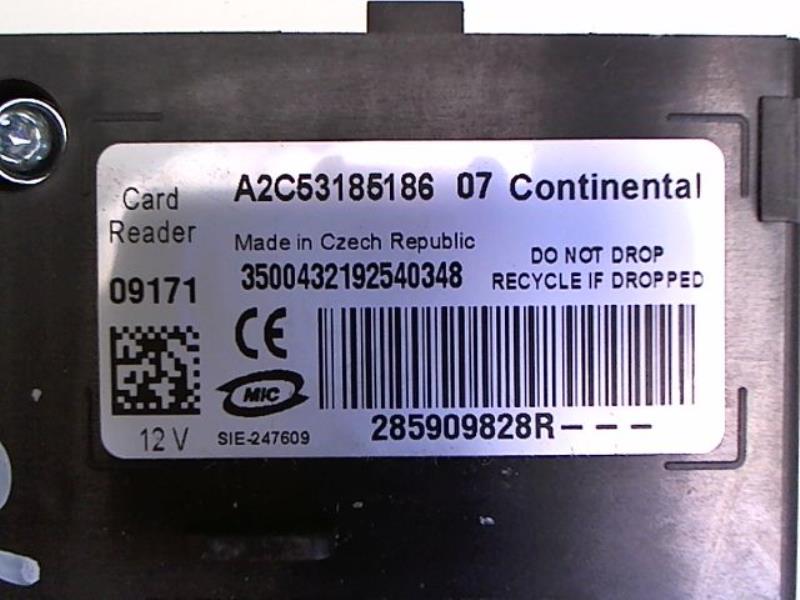 Card Reader
A2C53185186 07 Continental
Made in Czech Republic
09171
3500432192540348
DO NOT DROP
RECYCLE IF DROPPED
CE
MIC
12 V
SIE-247609
285909828R---